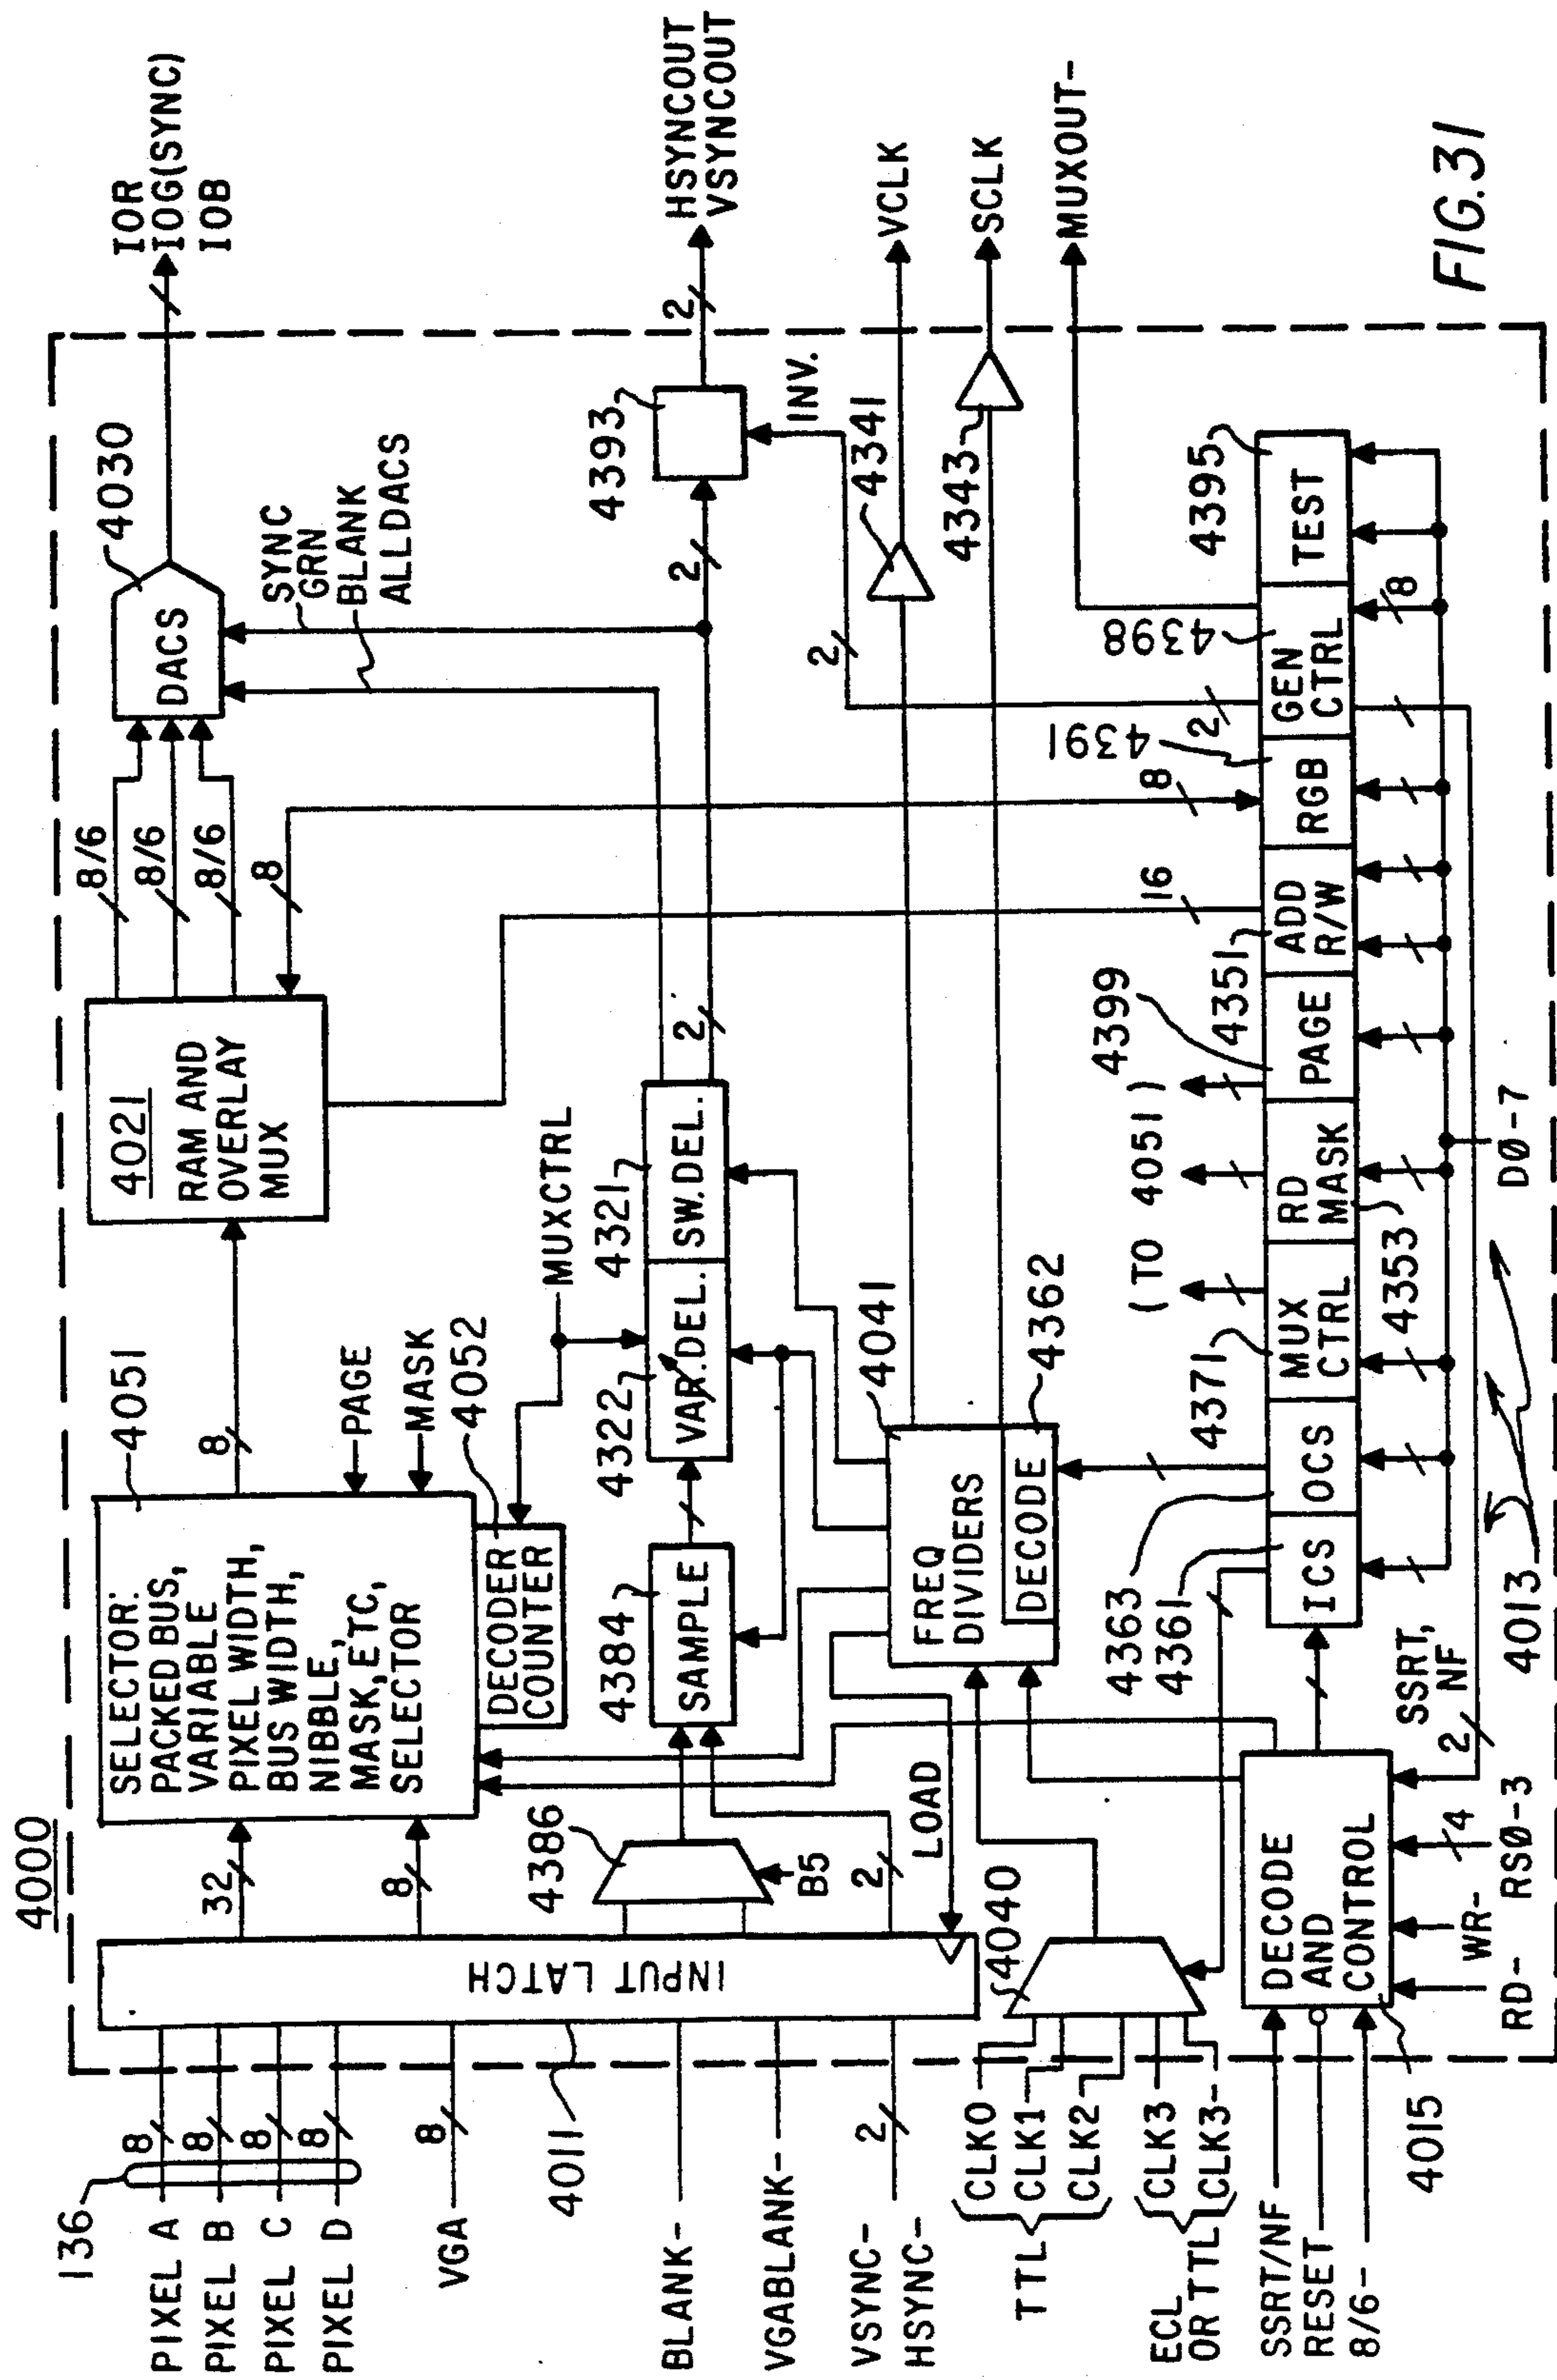 4000
136
PIXEL A
8
PIXEL B
8
PIXEL C
8
PIXEL D
8
VGA
8
4011
BLANK-
VGABLANK-
VSYNC-
HSYNC-
2
TTL
CLK0
CLK1
CLK2
ECL
OR TTL
CLK3
CLK3-
SSRT/NF
RESET
8/6-
4015
INPUT LATCH
32
8
4386
B5
2
LOAD
4040
SELECTOR:
PACKED BUS,
VARIABLE
PIXEL WIDTH,
BUS WIDTH,
NIBBLE,
MASK, ETC,
SELECTOR
4051
8
PAGE
MASK
DECODER
COUNTER
4052
4021
RAM AND
OVERLAY
MUX
8/6
8/6
8/6
8
DACS
4030
IOR
IOG(SYNC)
IOB
SYNC
GRN
BLANK
ALLDACS
4384
SAMPLE
4322
VAR.DEL.
4321
SW.DEL.
MUXCTRL
2
2
4393
INV.
2
HSYNCOUT
VSYNCOUT
FREQ
DIVIDERS
4041
DECODE
4362
4341
VCLK
4343
SCLK
MUXOUT-
2
DECODE
AND
CONTROL
RD-
WR-
4
RSØ-3
2
SSRT,
NF
4363
4361
ICS
OCS
4371
MUX
CTRL
4353
RD
MASK
(TO 4051)
4399
PAGE
4351
ADD
R/W
16
RGB
8
4391
2
GEN
CTRL
4398
8
TEST
4395
4013
DØ-7
FIG.31